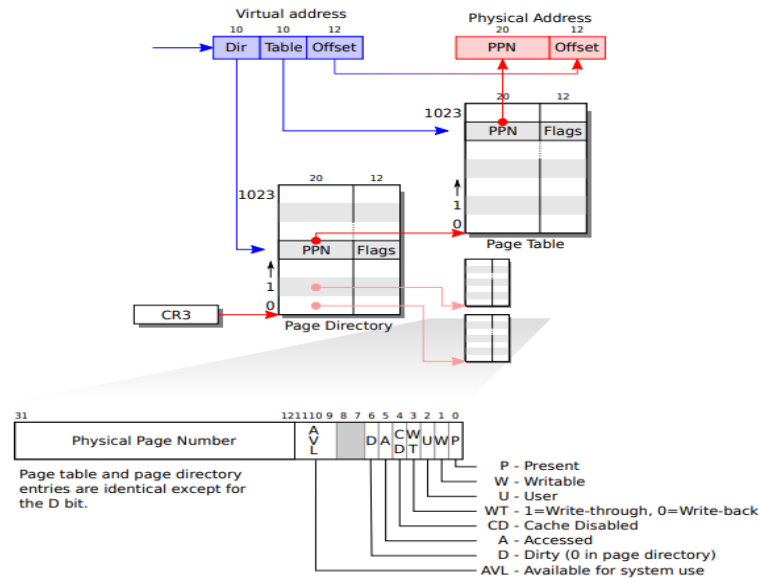 Virtual address
10 10 12
Dir Table Offset
Physical Address
20 12
PPN Offset
20 12
1023
PPN Flags
1
0
Page Table
20 12
1023
PPN Flags
1
0
Page Directory
CR3
31 12 11 10 9 8 7 6 5 4 3 2 1 0
Physical Page Number AVL D A CD WT U W P
Page table and page directory
entries are identical except for
the D bit.
P - Present
W - Writable
U - User
WT - 1=Write-through, 0=Write-back
CD - Cache Disabled
A - Accessed
D - Dirty (0 in page directory)
AVL - Available for system use